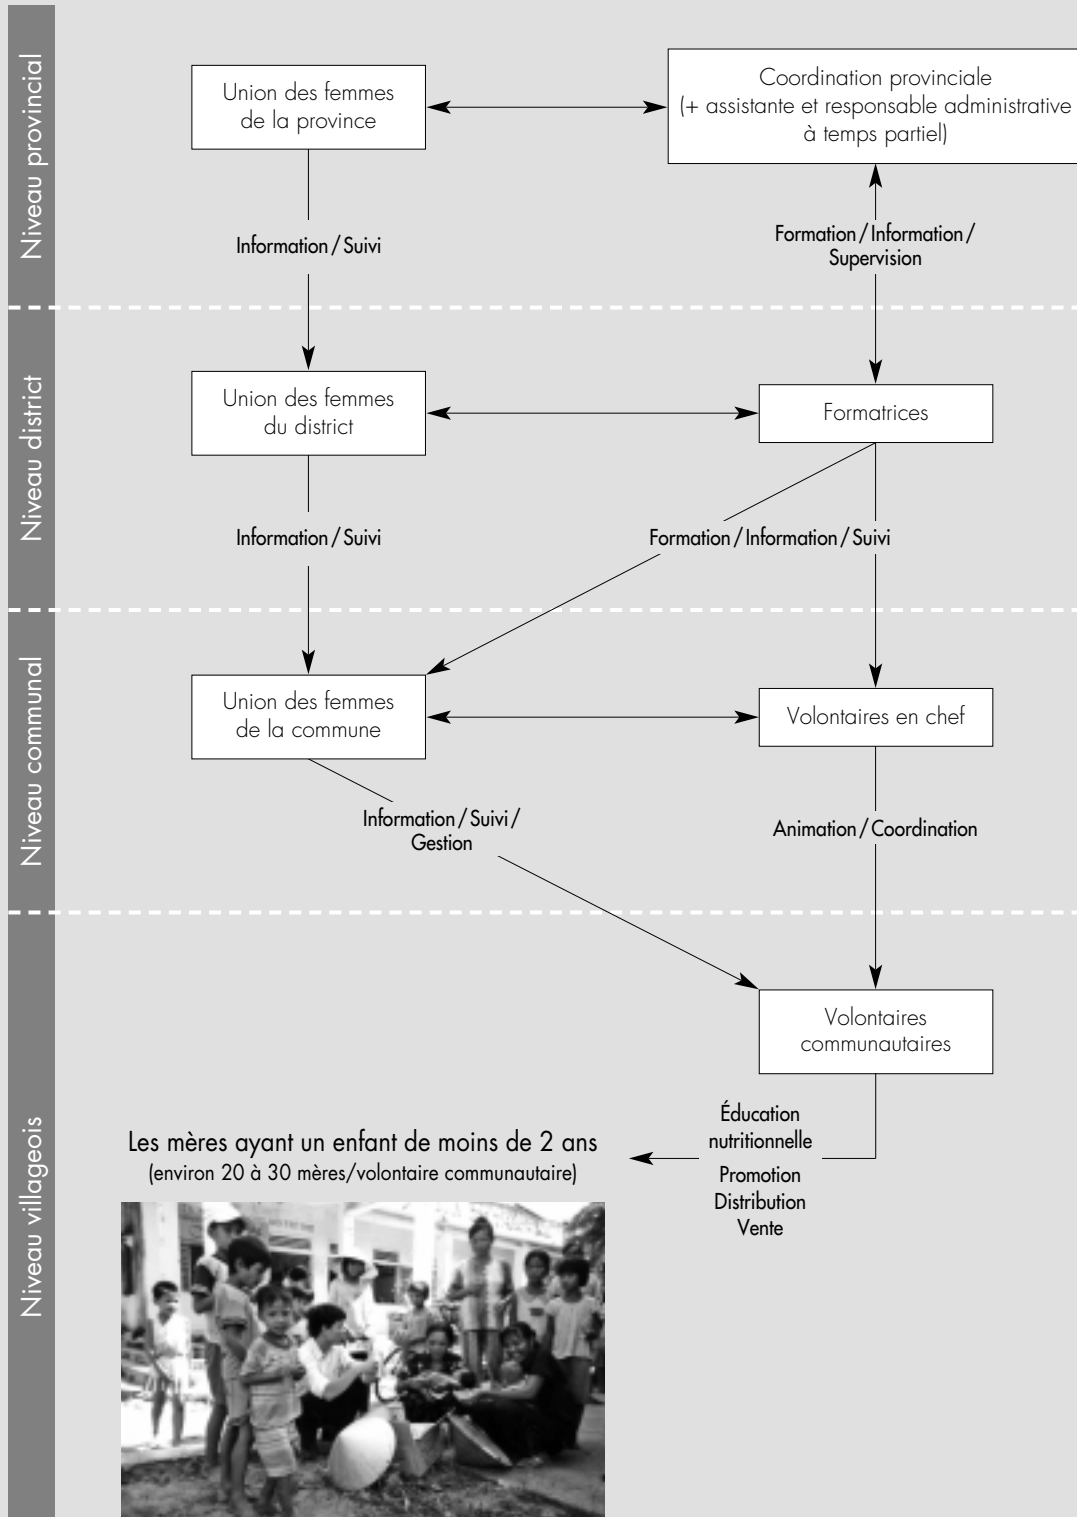 Niveau provincial
Union des femmes
de la province
Coordination provinciale
(+ assistante et responsable administrative
à temps partiel)
Information / Suivi
Formation / Information /
Supervision
Niveau district
Union des femmes
du district
Formatrices
Information / Suivi
Formation / Information / Suivi
Niveau communal
Union des femmes
de la commune
Volontaires en chef
Information / Suivi /
Gestion
Animation / Coordination
Niveau villageois
Volontaires
communautaires
Éducation
nutritionnelle
Promotion
Distribution
Vente
Les mères ayant un enfant de moins de 2 ans
(environ 20 à 30 mères/volontaire communautaire)